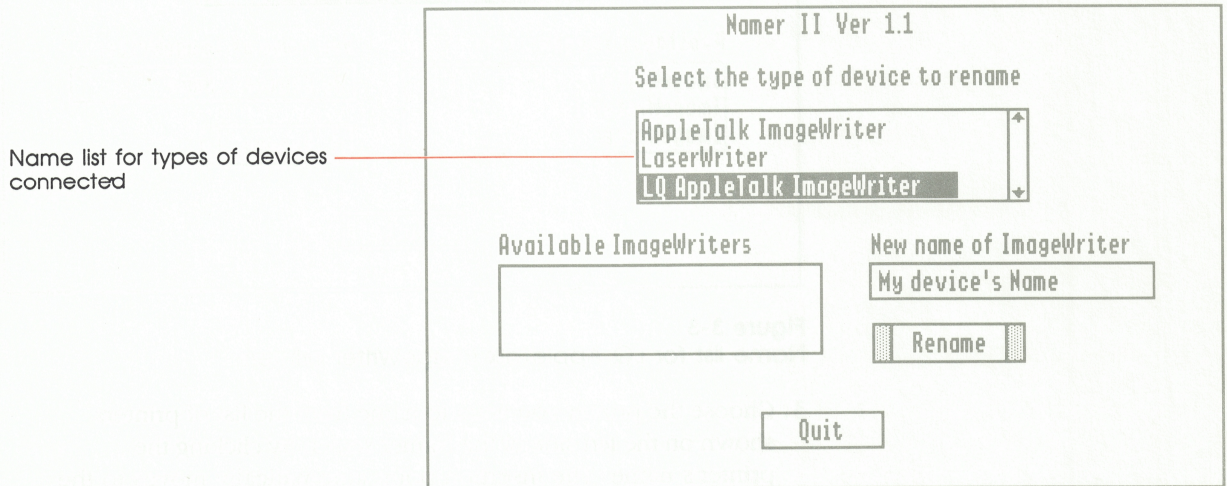 Namer II Ver 1.1
Select the type of device to rename
AppleTalk ImageWriter
LaserWriter
LQ AppleTalk ImageWriter
Name list for types of devices
connected
Available ImageWriters
New name of ImageWriter
My device's Name
Rename
Quit